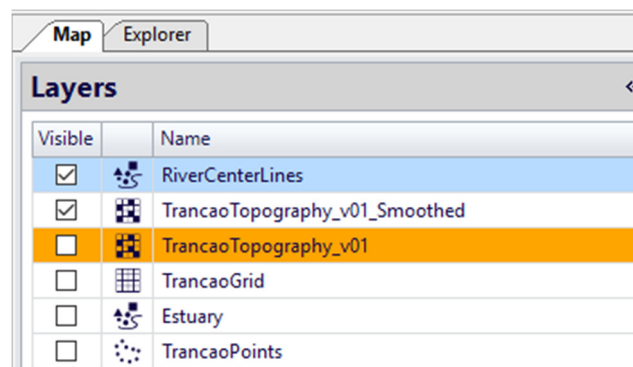 Map Explorer
Layers
Visible Name
RiverCenterLines
TrancaoTopography_v01_Smoothed
TrancaoTopography_v01
TrancaoGrid
Estuary
TrancaoPoints